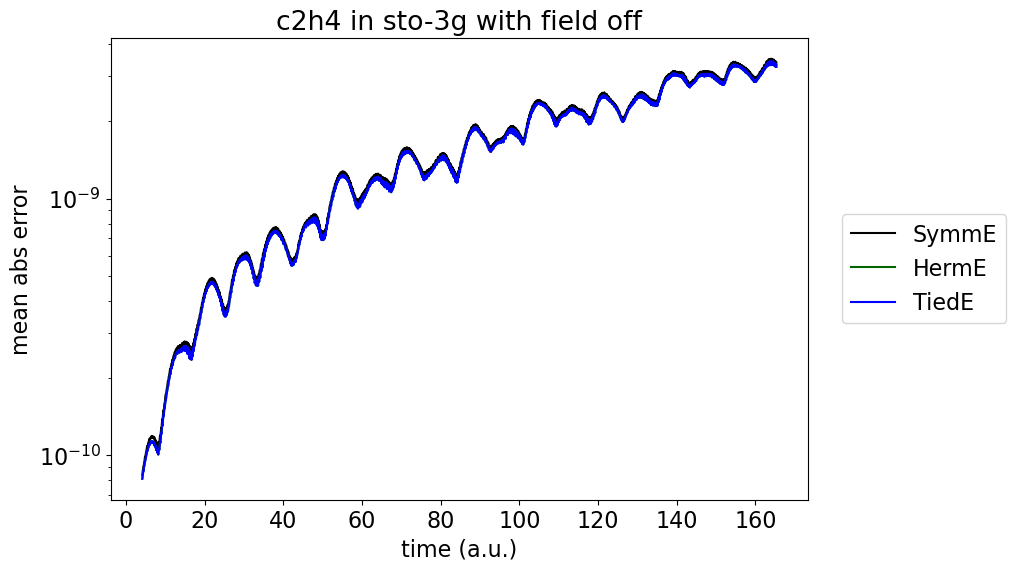 c2h4 in sto-3g with field off
mean abs error
10⁻⁹
10⁻¹⁰
0 20 40 60 80 100 120 140 160
time (a.u.)
SymmE
HermE
TiedE